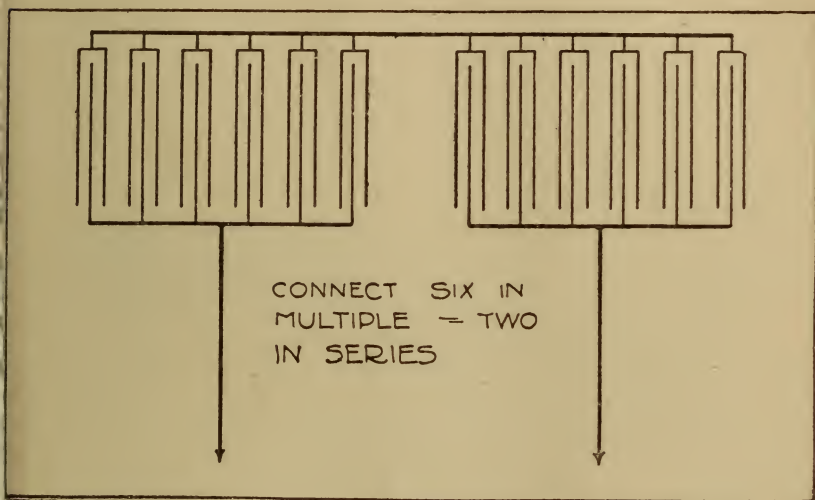 CONNECT SIX IN
MULTIPLE = TWO
IN SERIES